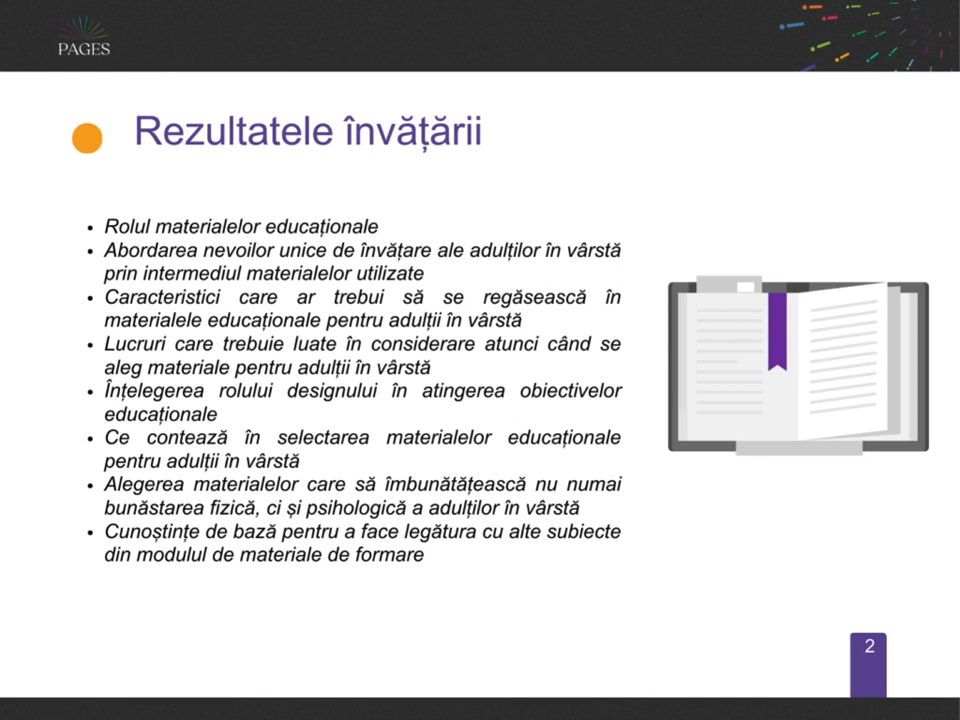 PAGES
Rezultatele învățării
• Rolul materialelor educaționale
• Abordarea nevoilor unice de învățare ale adulților în vârstă
prin intermediul materialelor utilizate
• Caracteristici care ar trebui să se regăsească în
materialele educaționale pentru adulții în vârstă
• Lucruri care trebuie luate în considerare atunci când se
aleg materiale pentru adulții în vârstă
• Înțelegerea rolului designului în atingerea obiectivelor
educaționale
• Ce contează în selectarea materialelor educaționale
pentru adulții în vârstă
• Alegerea materialelor care să îmbunătățească nu numai
bunăstarea fizică, ci și psihologică a adulților în vârstă
• Cunoștințe de bază pentru a face legătura cu alte subiecte
din modulul de materiale de formare
2